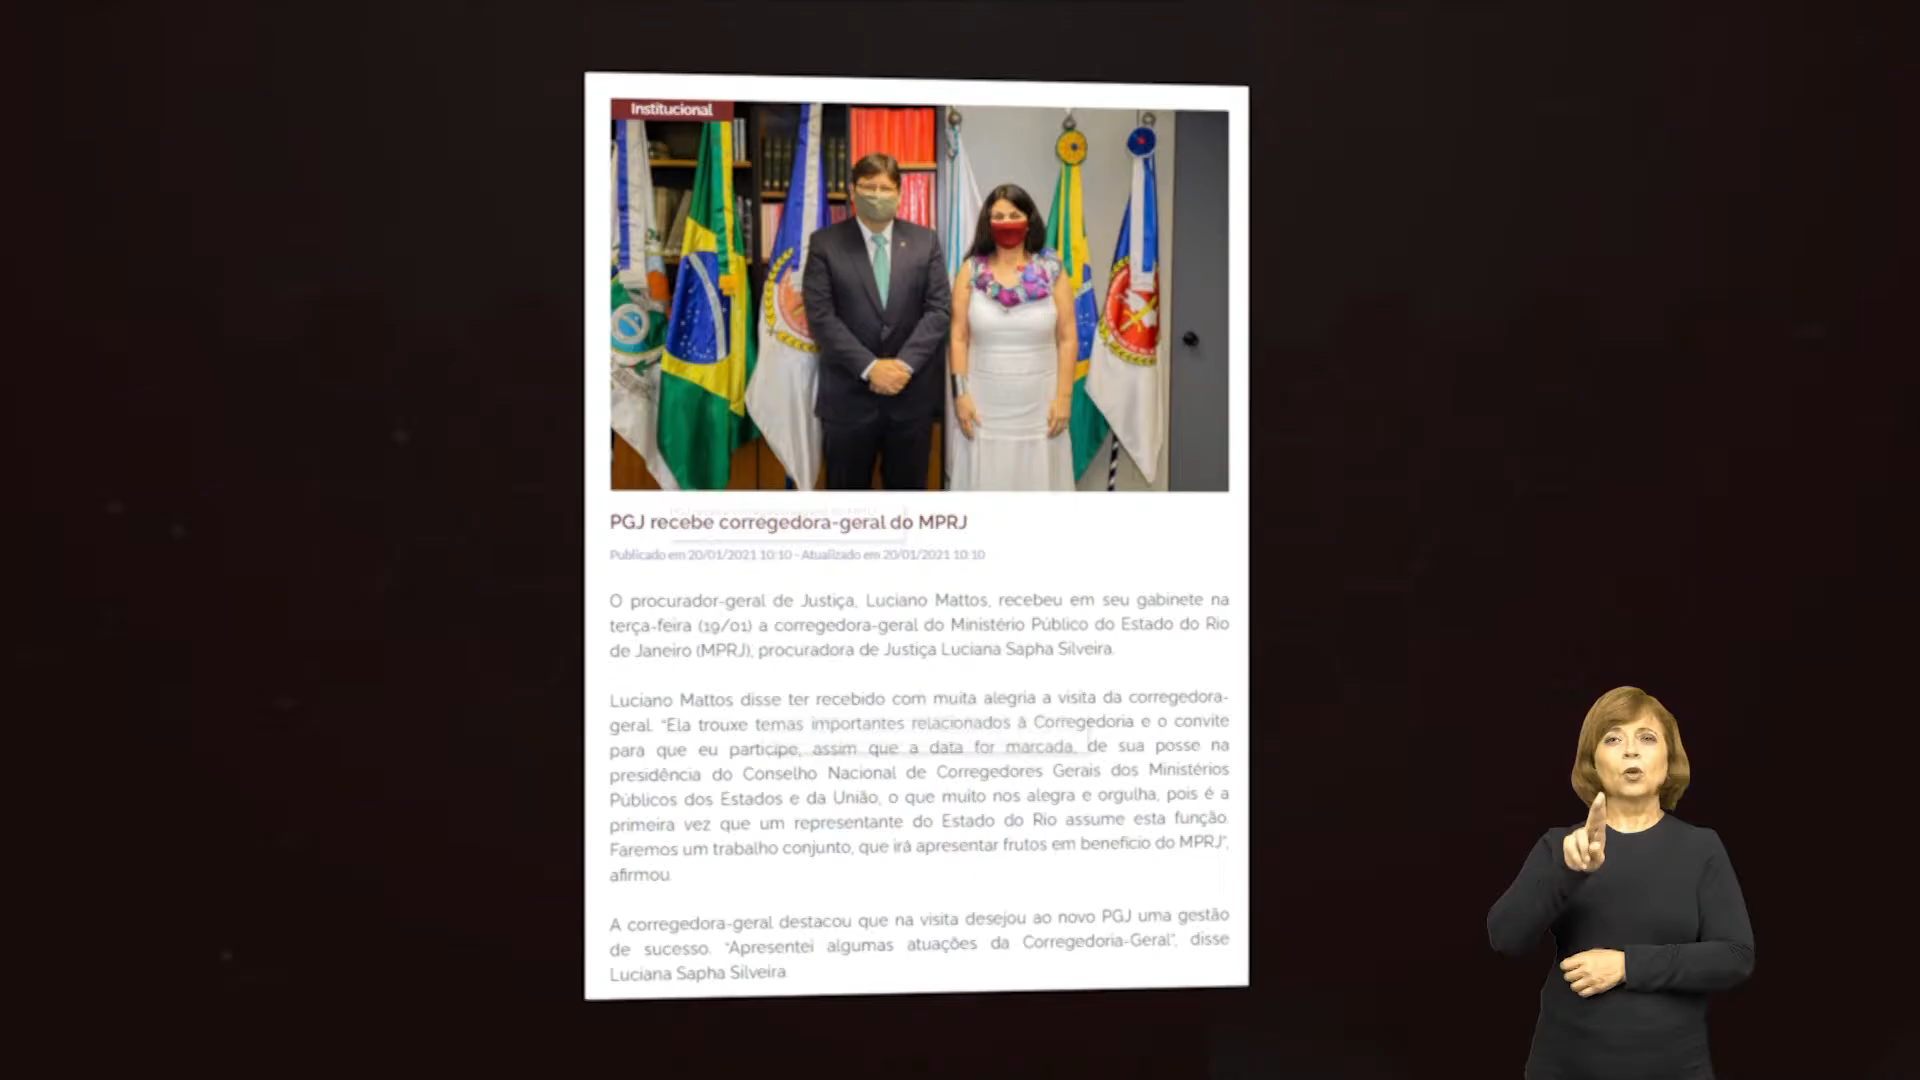 Institucional
PGJ recebe corregedora-geral do MPRJ
Publicado em 20/01/2021 10:10 - Atualizado em 20/01/2021 10:10
O procurador-geral de Justiça, Luciano Mattos, recebeu em seu gabinete na
terça-feira (19/01) a corregedora-geral do Ministério Público do Estado do Rio
de Janeiro (MPRJ), procuradora de Justiça Luciana Sapha Silveira.
Luciano Mattos disse ter recebido com muita alegria a visita da corregedora-
geral. “Ela trouxe temas importantes relacionados à Corregedoria e o convite
para que eu participe, assim que a data for marcada, de sua posse na
presidência do Conselho Nacional de Corregedores Gerais dos Ministérios
Públicos dos Estados e da União, o que muito nos alegra e orgulha, pois é a
primeira vez que um representante do Estado do Rio assume esta função.
Faremos um trabalho conjunto, que irá apresentar frutos em benefício do MPRJ”,
afirmou.
A corregedora-geral destacou que na visita desejou ao novo PGJ uma gestão
de sucesso. “Apresentei algumas atuações da Corregedoria-Geral”, disse
Luciana Sapha Silveira.